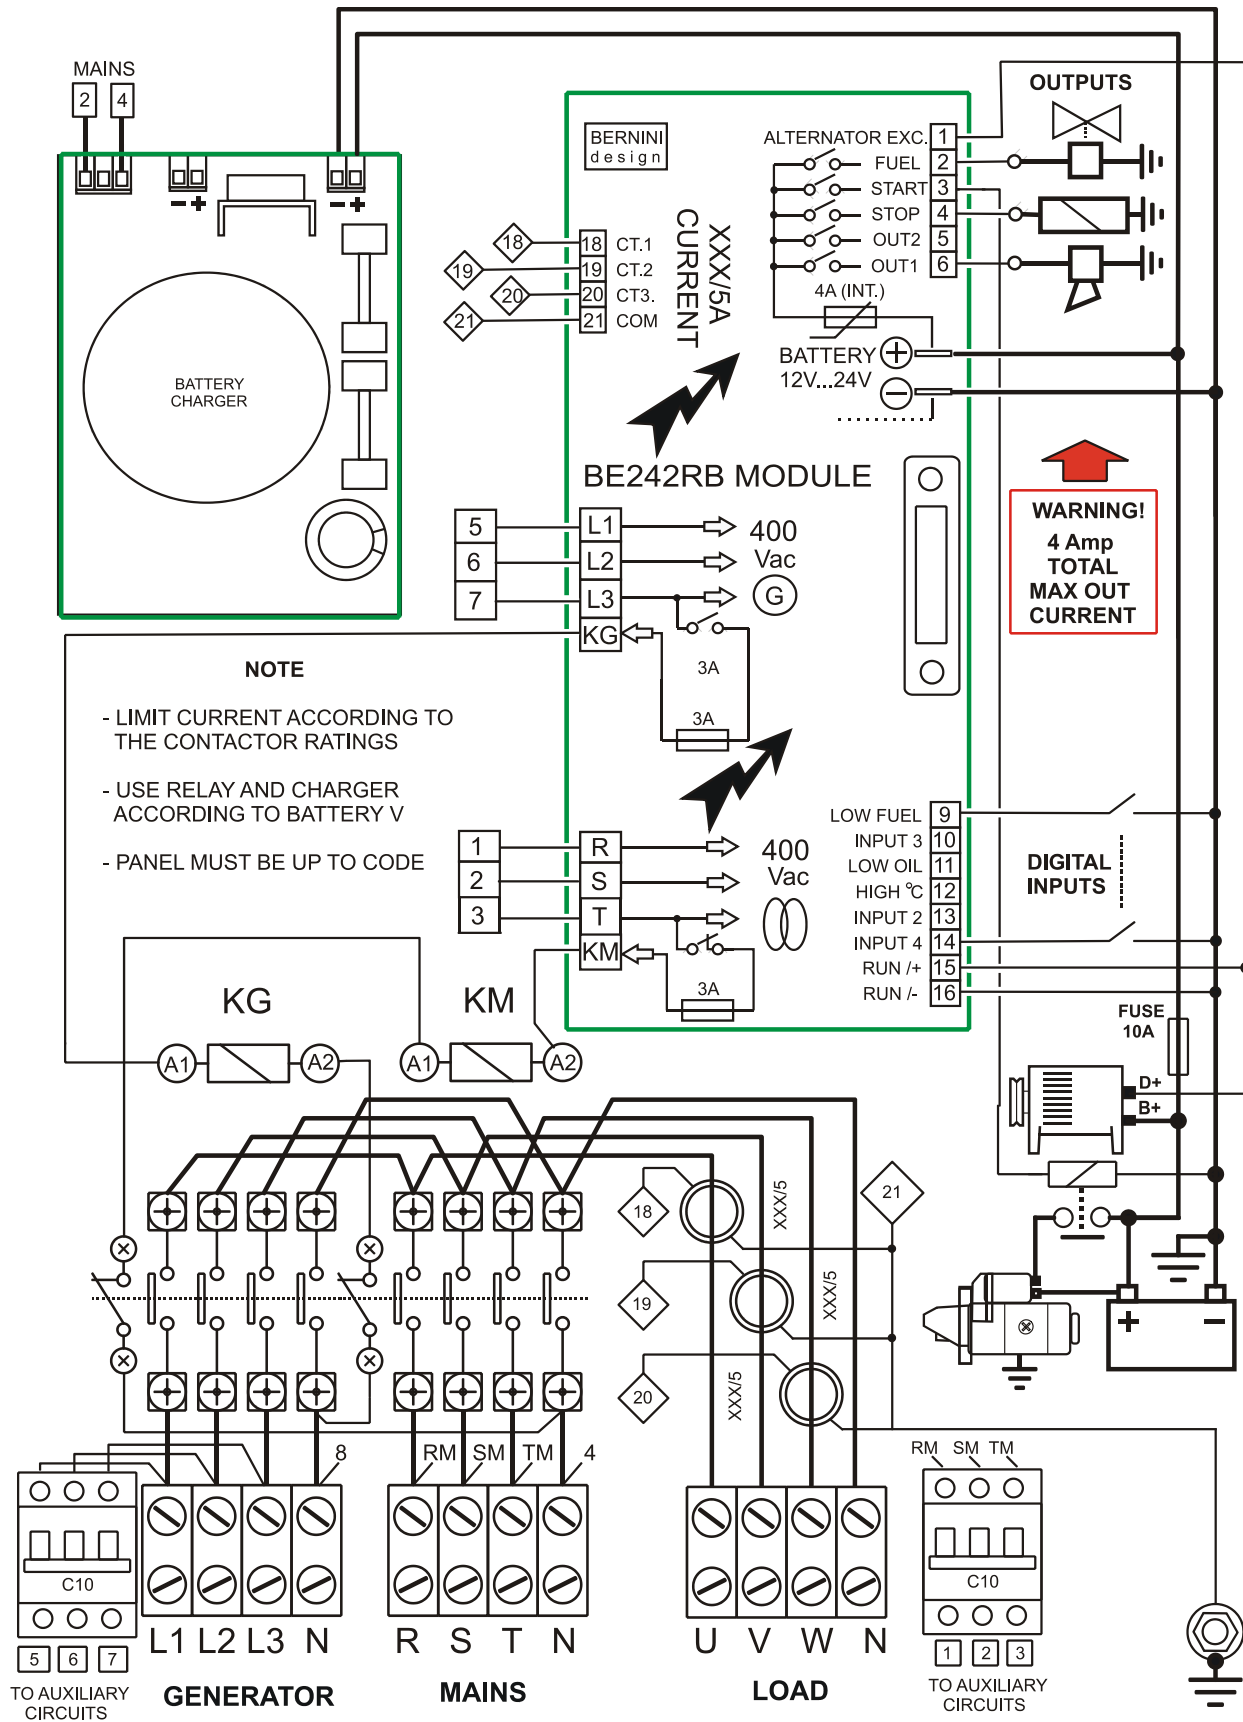 MAINS
2 4
- +
- +
BATTERY
CHARGER
BERNINI
design
18 18 CT.1
19 19 CT.2
20 20 CT3.
21 21 COM
XXX/5A
CURRENT
ALTERNATOR EXC. 1
FUEL 2
START 3
STOP 4
OUT2 5
OUT1 6
4A (INT.)
BATTERY +
12V...24V -
OUTPUTS
BE242RB MODULE
WARNING!
4 Amp
TOTAL
MAX OUT
CURRENT
5 L1 400
6 L2 Vac
7 L3 G
KG
3A
3A
NOTE
- LIMIT CURRENT ACCORDING TO
THE CONTACTOR RATINGS
- USE RELAY AND CHARGER
ACCORDING TO BATTERY V
- PANEL MUST BE UP TO CODE
1 R 400
2 S Vac
3 T
KM
3A
LOW FUEL 9
INPUT 3 10
LOW OIL 11
HIGH °C 12
INPUT 2 13
INPUT 4 14
RUN /+ 15
RUN /- 16
DIGITAL
INPUTS
KG KM
A1 A2 A1 A2
FUSE
10A
D+
B+
+ -
18 XXX/5 21
19 XXX/5
20 XXX/5
8 RM SM TM 4
RM SM TM
C10
5 6 7
TO AUXILIARY
CIRCUITS
L1 L2 L3 N
GENERATOR
R S T N
MAINS
U V W N
LOAD
C10
1 2 3
TO AUXILIARY
CIRCUITS